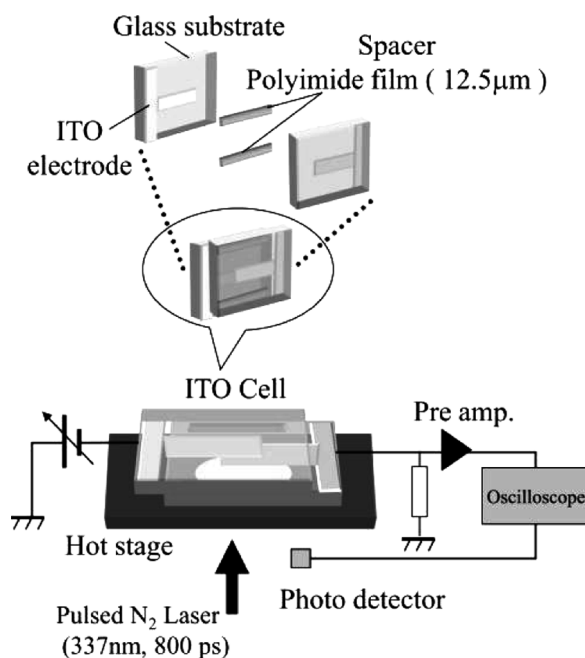 Glass substrate
Spacer
Polyimide film ( 12.5μm )
ITO
electrode
ITO Cell
Pre amp.
Oscilloscope
Hot stage
Photo detector
Pulsed N₂ Laser
(337nm, 800 ps)